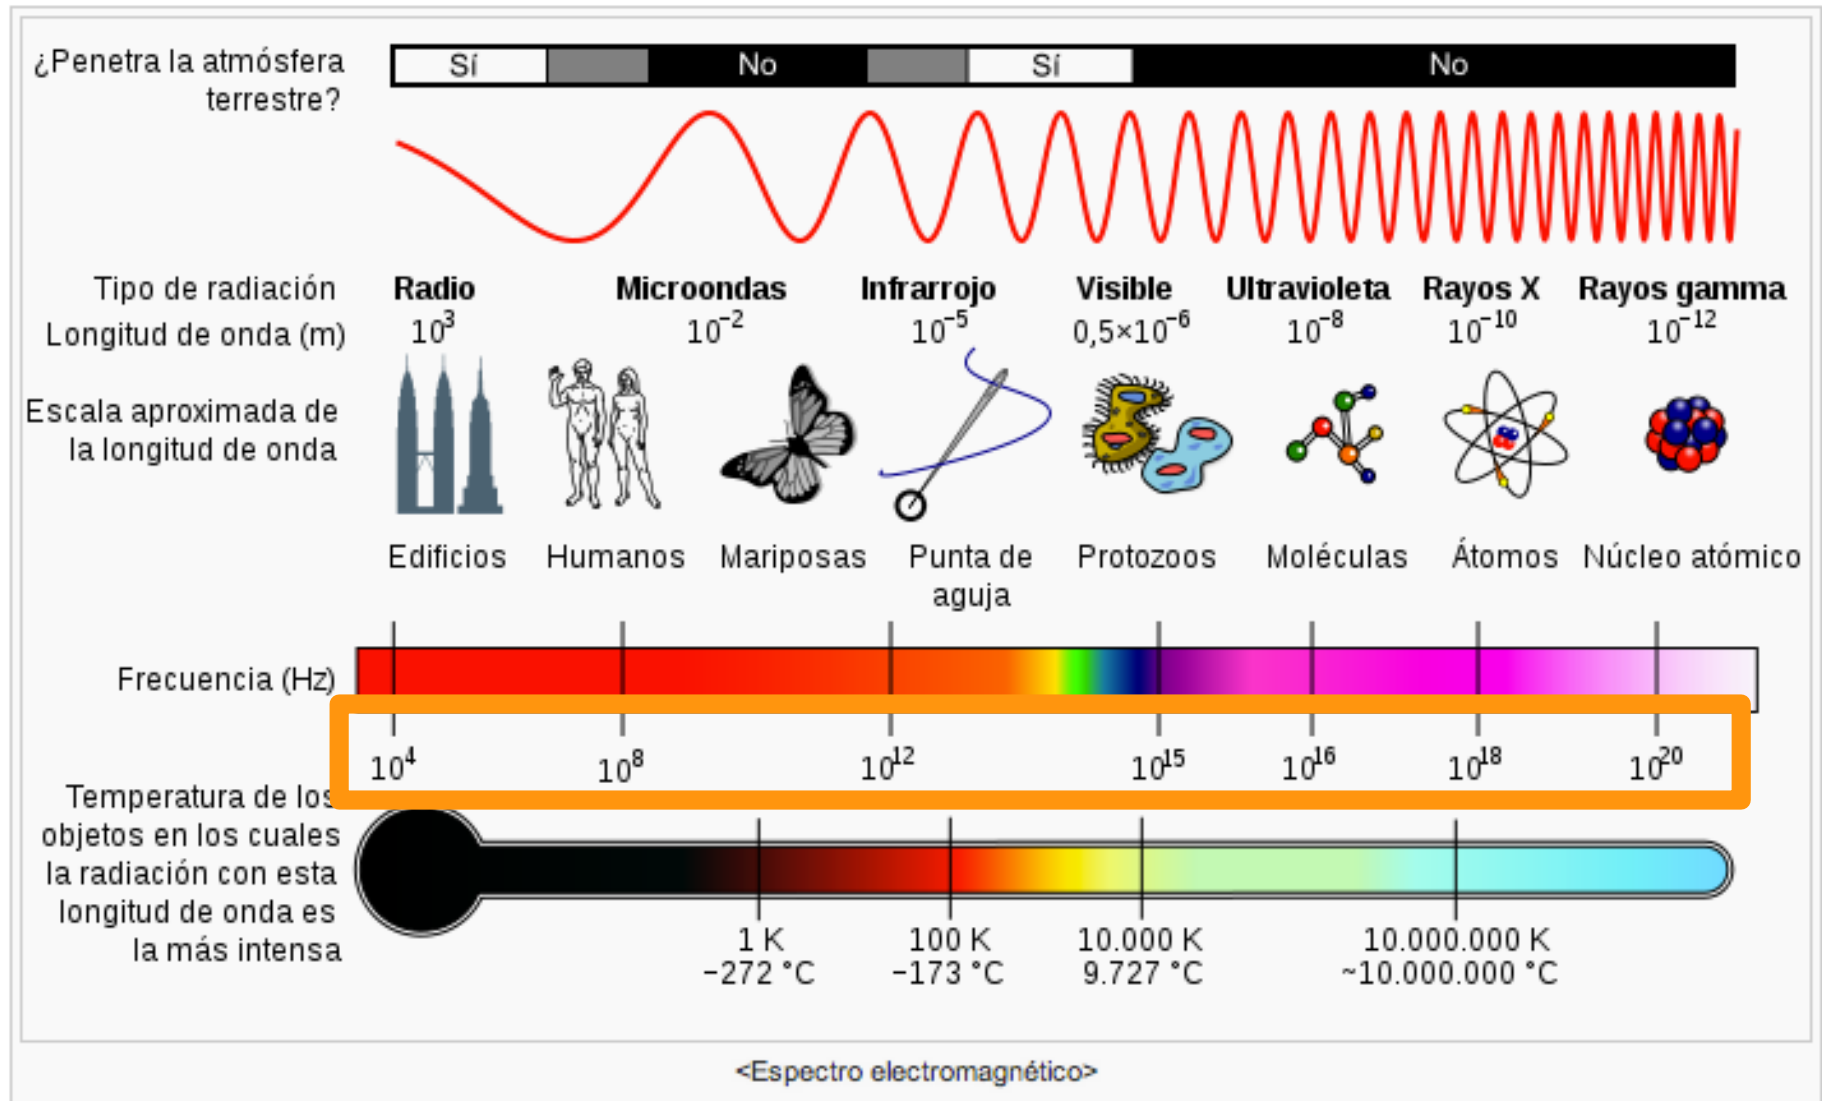 ¿Penetra la atmósfera
terrestre?
Sí No Sí No
Tipo de radiación Radio Microondas Infrarrojo Visible Ultravioleta Rayos X Rayos gamma
Longitud de onda (m) 10³ 10⁻² 10⁻⁵ 0,5×10⁻⁶ 10⁻⁸ 10⁻¹⁰ 10⁻¹²
Escala aproximada de
la longitud de onda
Edificios Humanos Mariposas Punta de Protozoos Moléculas Átomos Núcleo atómico
aguja
Frecuencia (Hz)
10⁴ 10⁸ 10¹² 10¹⁵ 10¹⁶ 10¹⁸ 10²⁰
Temperatura de los
objetos en los cuales
la radiación con esta
longitud de onda es
la más intensa
1 K 100 K 10.000 K 10.000.000 K
−272 °C −173 °C 9.727 °C ~10.000.000 °C
<Espectro electromagnético>